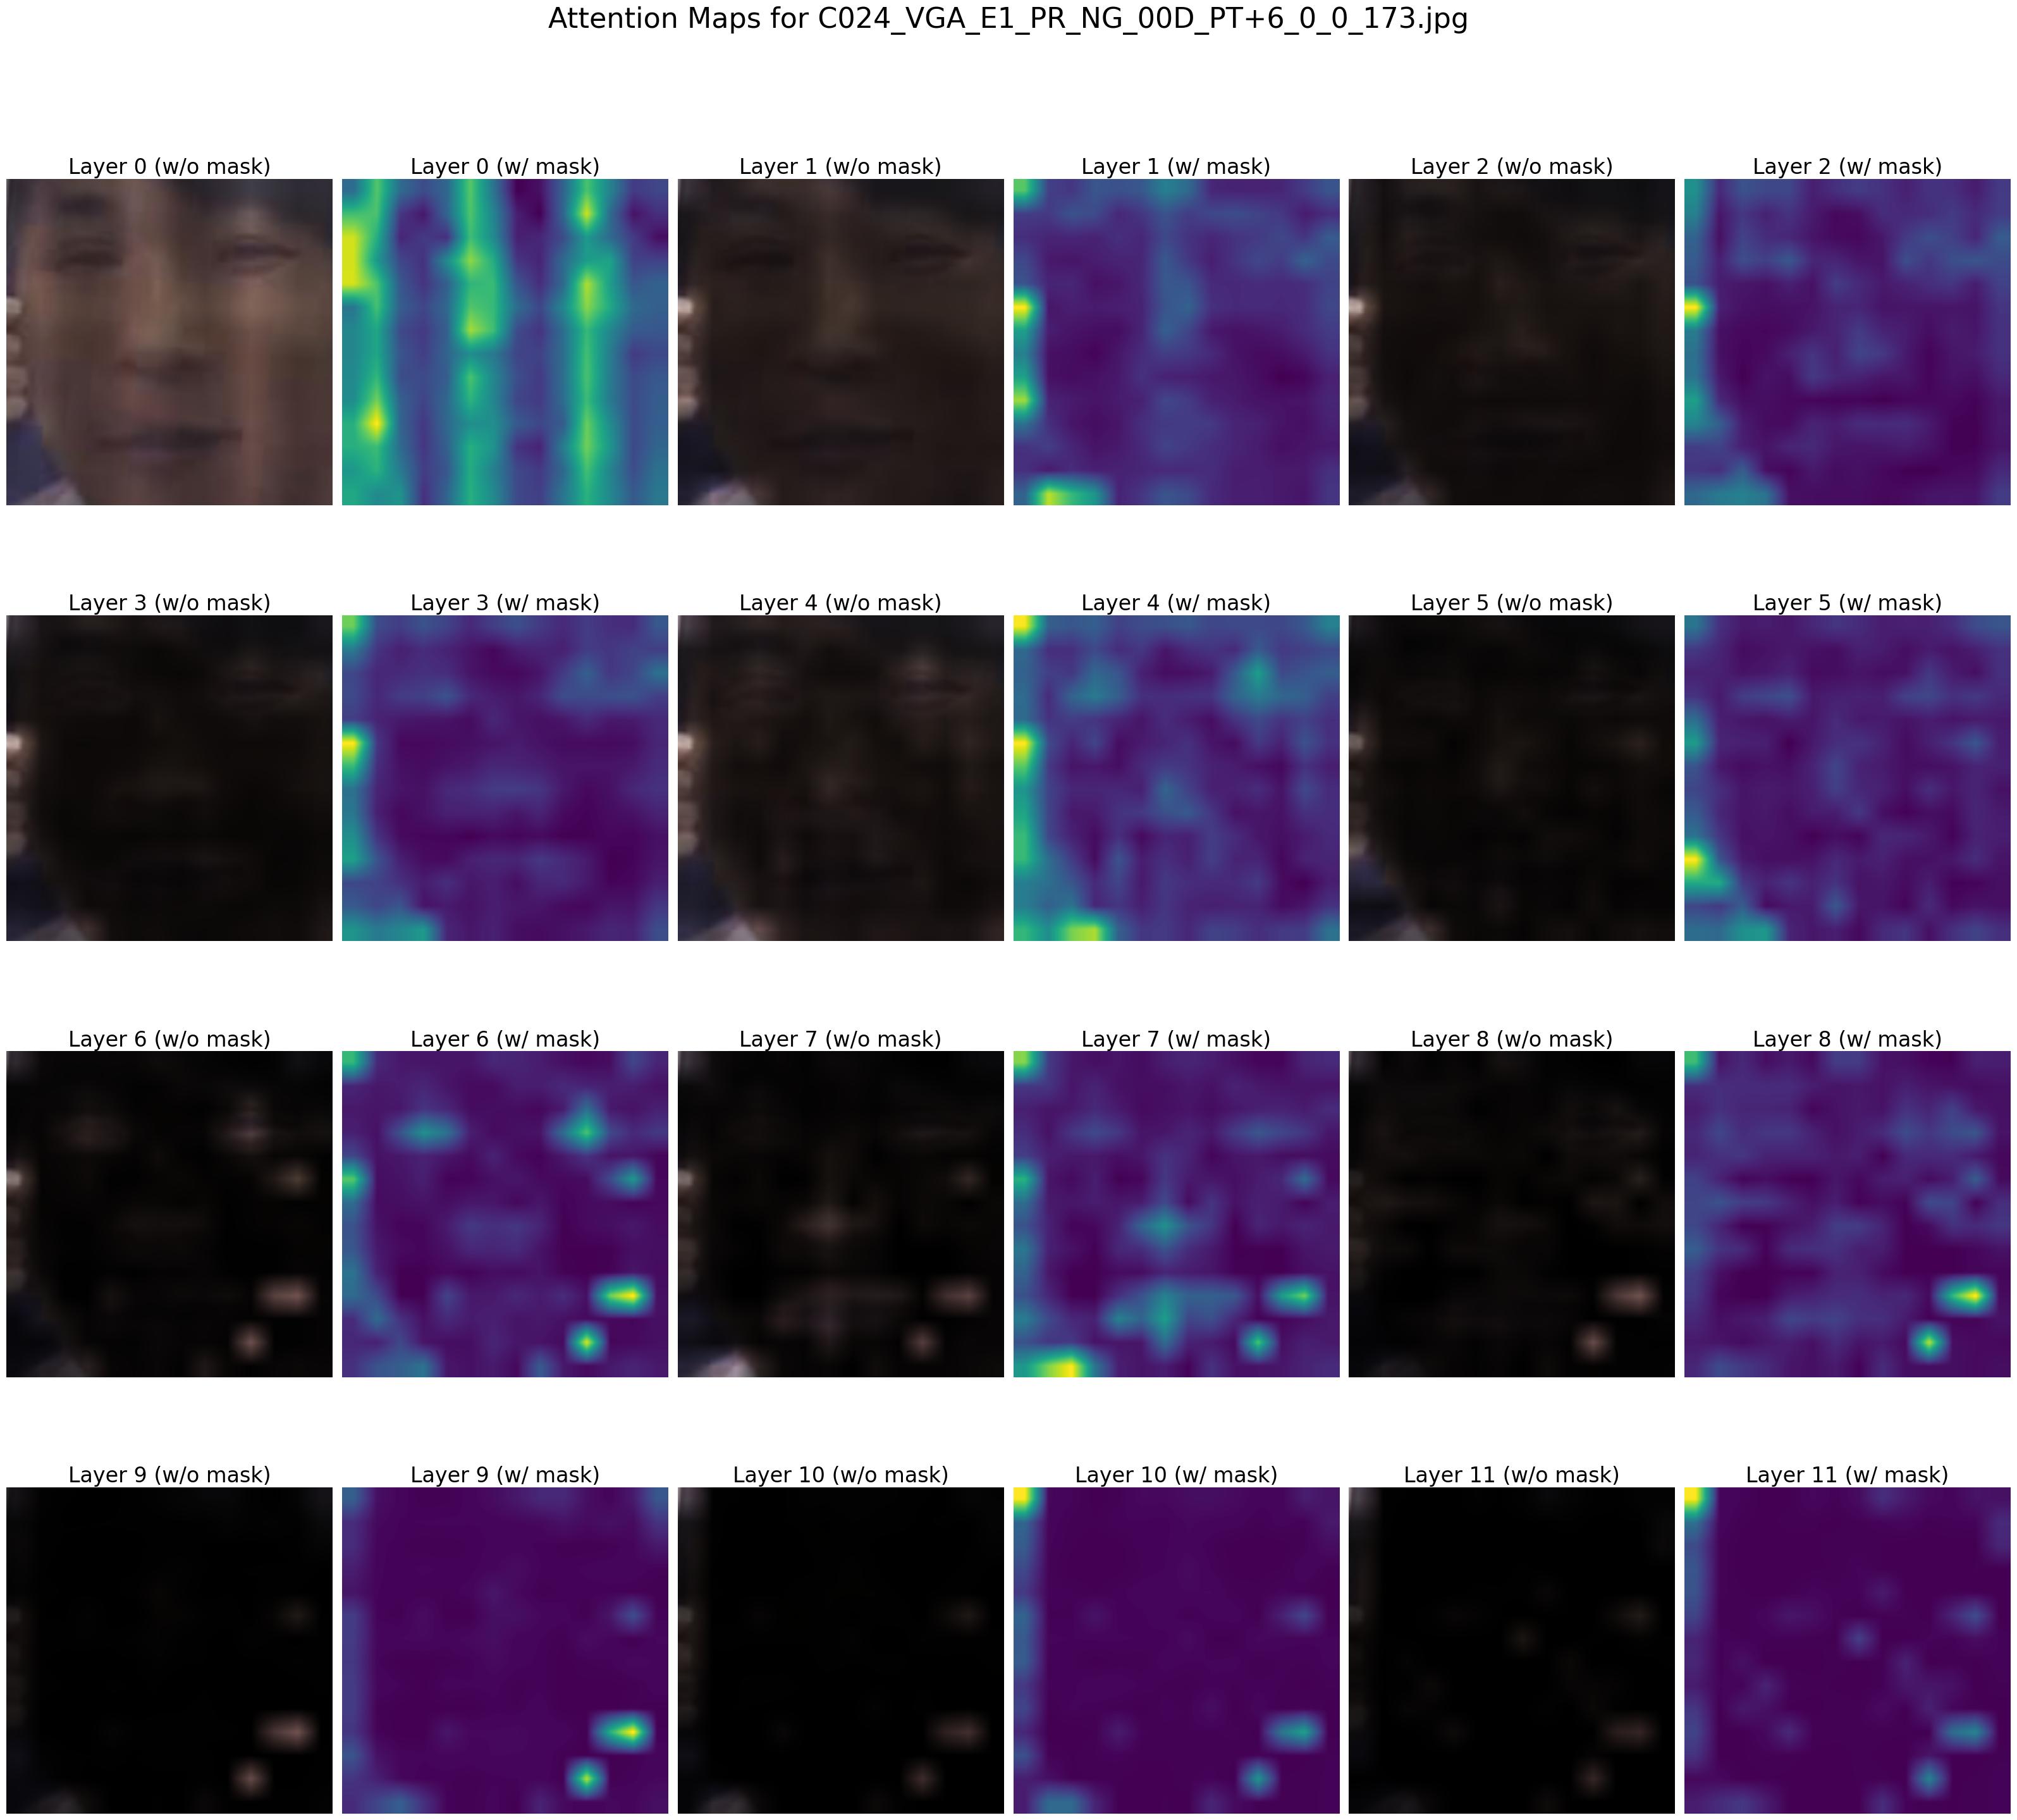 Attention Maps for C024_VGA_E1_PR_NG_00D_PT+6_0_0_173.jpg
Layer 0 (w/o mask) Layer 0 (w/ mask) Layer 1 (w/o mask) Layer 1 (w/ mask) Layer 2 (w/o mask) Layer 2 (w/ mask)
Layer 3 (w/o mask) Layer 3 (w/ mask) Layer 4 (w/o mask) Layer 4 (w/ mask) Layer 5 (w/o mask) Layer 5 (w/ mask)
Layer 6 (w/o mask) Layer 6 (w/ mask) Layer 7 (w/o mask) Layer 7 (w/ mask) Layer 8 (w/o mask) Layer 8 (w/ mask)
Layer 9 (w/o mask) Layer 9 (w/ mask) Layer 10 (w/o mask) Layer 10 (w/ mask) Layer 11 (w/o mask) Layer 11 (w/ mask)